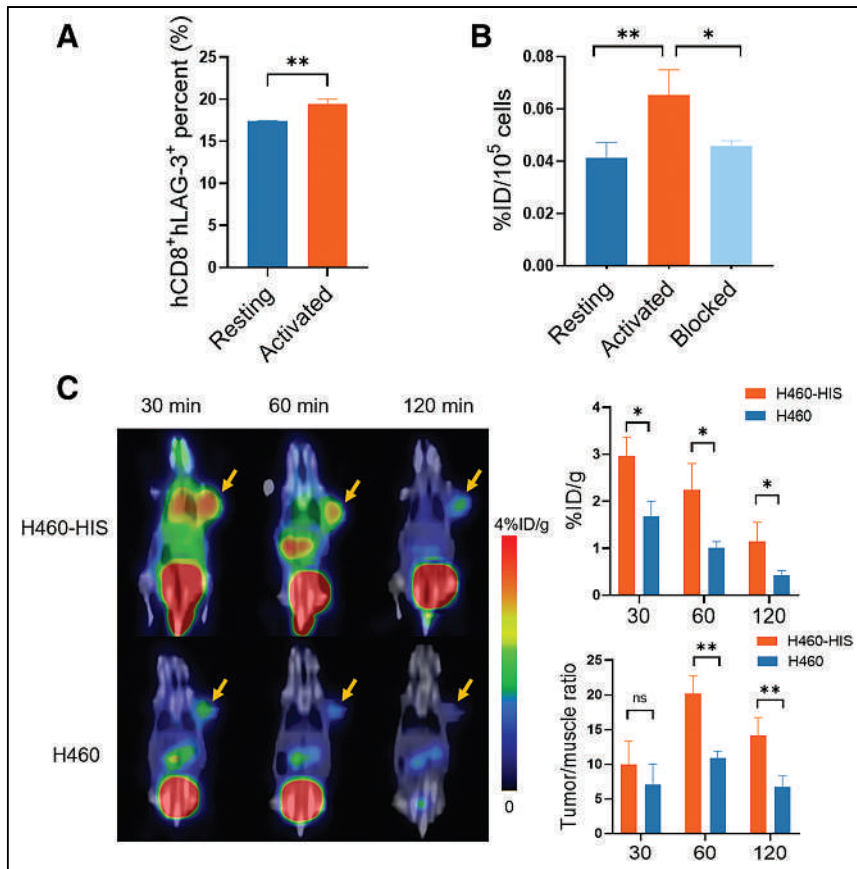 A
**
hCD8⁺hLAG-3⁺ percent (%)
25
20
15
10
5
0
Resting
Activated
B
**
*
%ID/10⁵ cells
0.08
0.06
0.04
0.02
0.00
Resting
Activated
Blocked
C
30 min
60 min
120 min
H460-HIS
H460
4%ID/g
0
H460-HIS
H460
%ID/g
4
3
2
1
0
*
*
*
30
60
120
H460-HIS
H460
Tumor/muscle ratio
25
20
15
10
5
0
ns
**
**
30
60
120